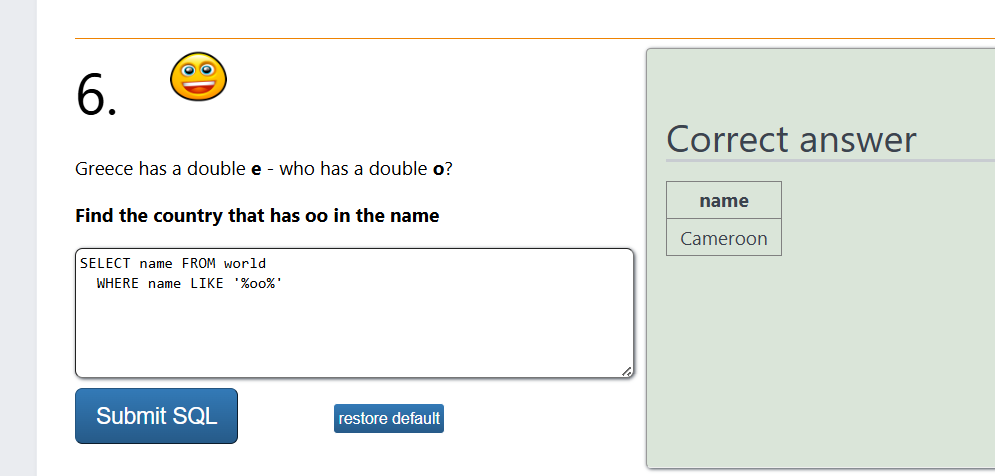 6.
Greece has a double e - who has a double o?
Find the country that has oo in the name
SELECT name FROM world
  WHERE name LIKE '%oo%'
Submit SQL
restore default
Correct answer
name
Cameroon